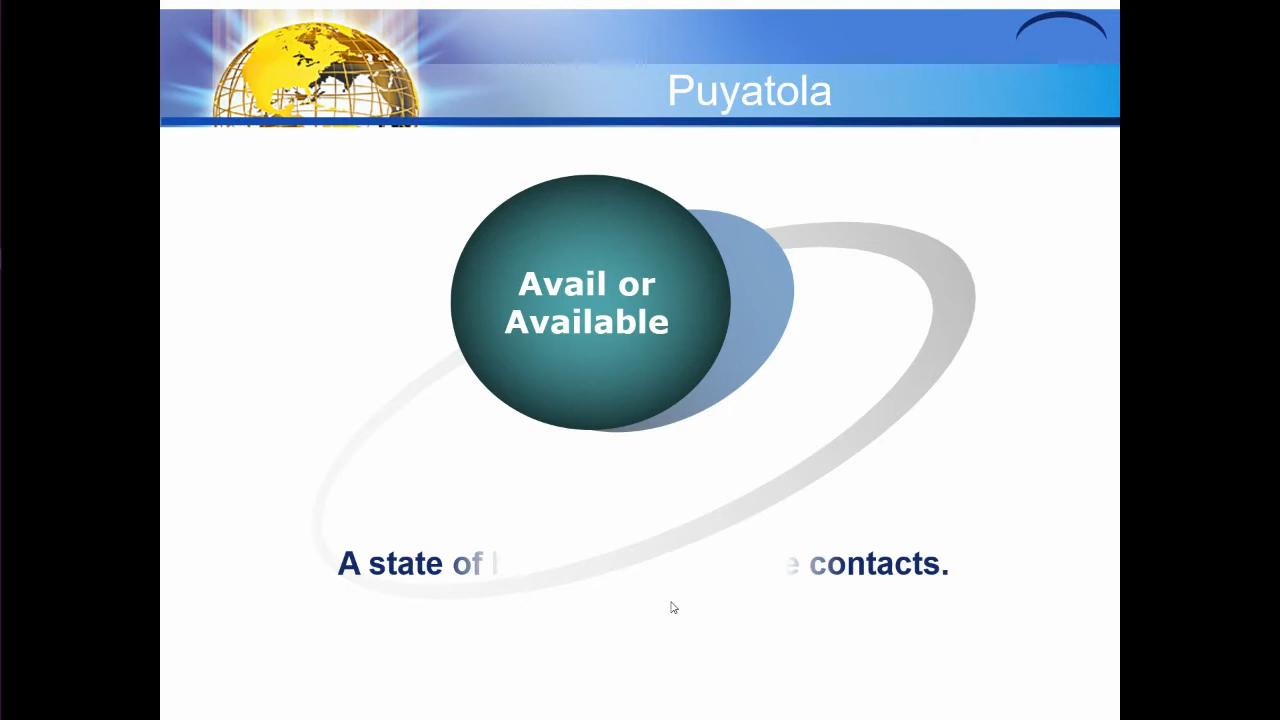 Puyatola
Avail or
Available
A state of
contacts.